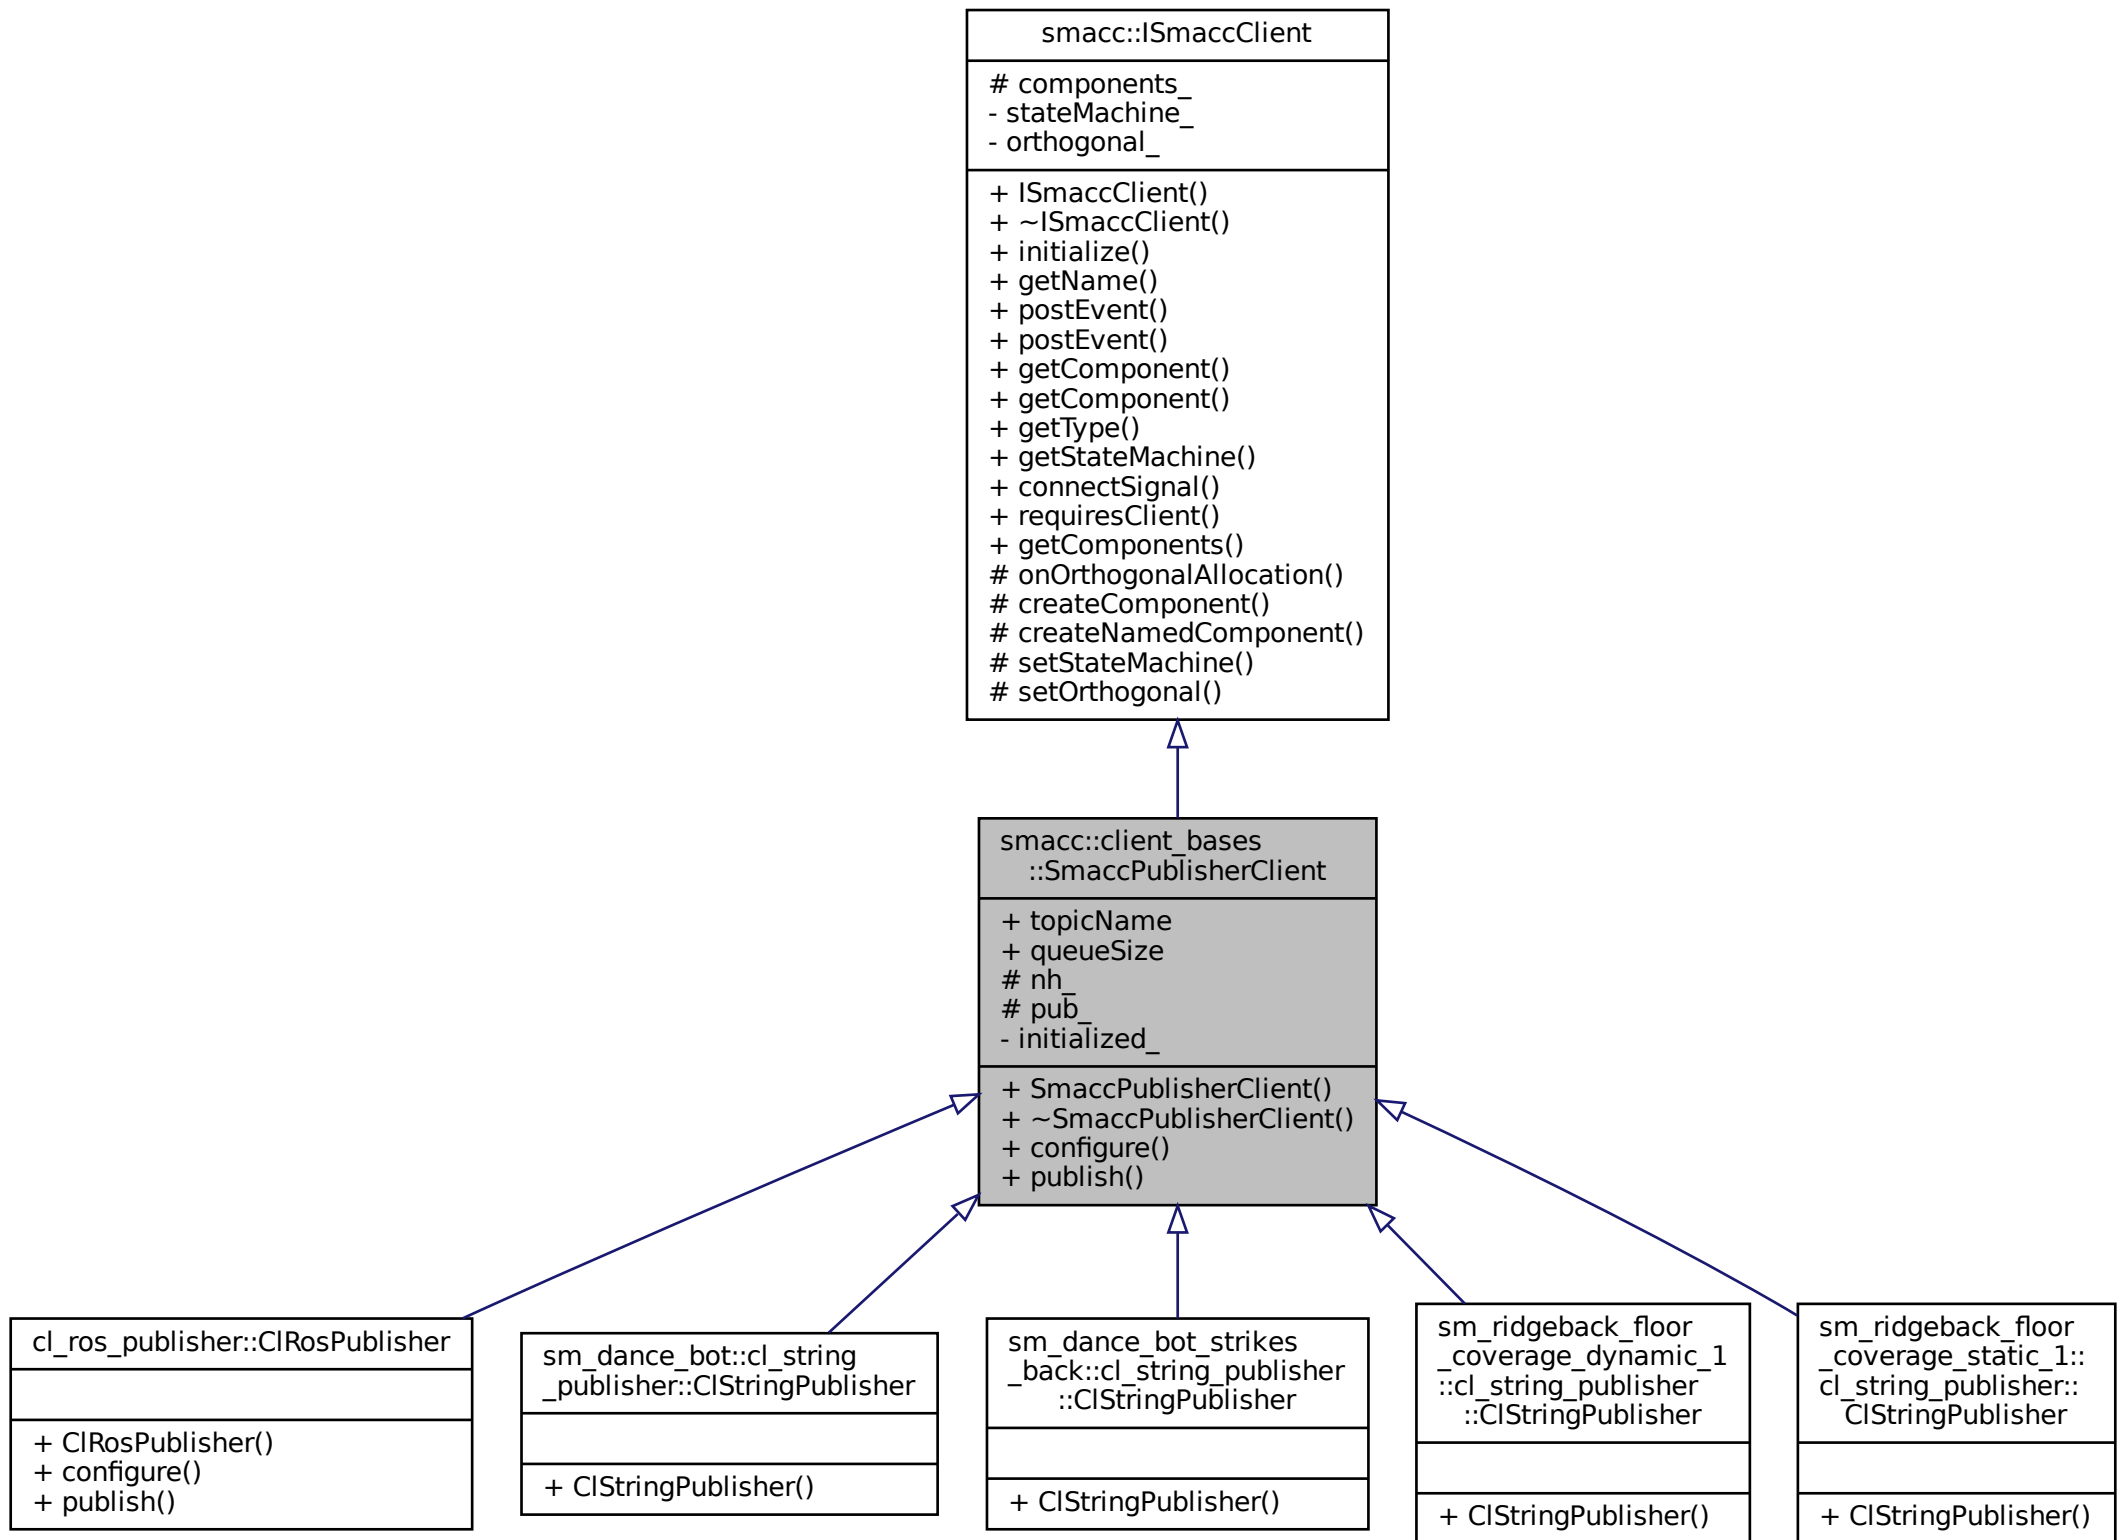 smacc::ISmaccClient
# components_
- stateMachine_
- orthogonal_
+ ISmaccClient()
+ ~ISmaccClient()
+ initialize()
+ getName()
+ postEvent()
+ postEvent()
+ getComponent()
+ getComponent()
+ getType()
+ getStateMachine()
+ connectSignal()
+ requiresClient()
+ getComponents()
# onOrthogonalAllocation()
# createComponent()
# createNamedComponent()
# setStateMachine()
# setOrthogonal()
smacc::client_bases
::SmaccPublisherClient
+ topicName
+ queueSize
# nh_
# pub_
- initialized_
+ SmaccPublisherClient()
+ ~SmaccPublisherClient()
+ configure()
+ publish()
cl_ros_publisher::ClRosPublisher
+ ClRosPublisher()
+ configure()
+ publish()
sm_dance_bot::cl_string
_publisher::ClStringPublisher
+ ClStringPublisher()
sm_dance_bot_strikes
_back::cl_string_publisher
::ClStringPublisher
+ ClStringPublisher()
sm_ridgeback_floor
_coverage_dynamic_1
::cl_string_publisher
::ClStringPublisher
+ ClStringPublisher()
sm_ridgeback_floor
_coverage_static_1::
cl_string_publisher::
ClStringPublisher
+ ClStringPublisher()